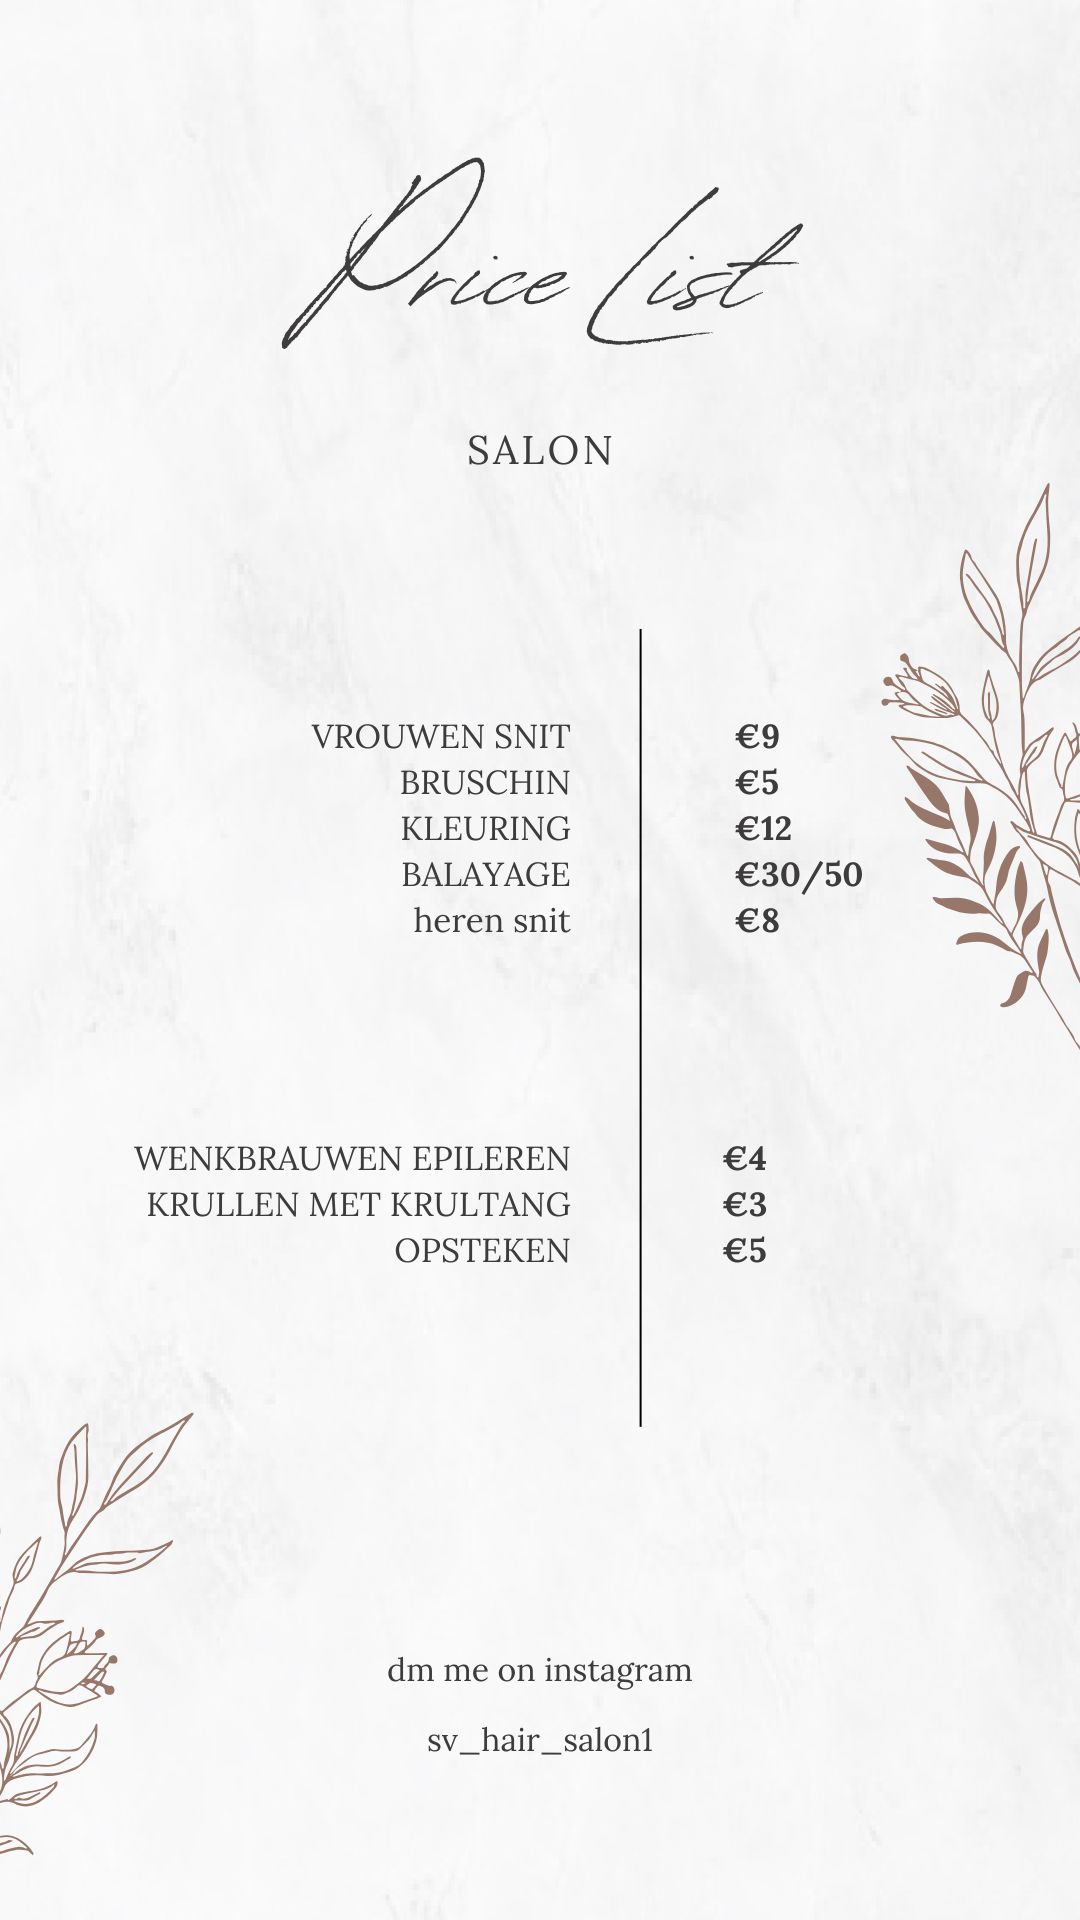 Price List
SALON
VROUWEN SNIT €9
BRUSCHIN €5
KLEURING €12
BALAYAGE €30/50
heren snit €8
WENKBRAUWEN EPILEREN €4
KRULLEN MET KRULTANG €3
OPSTEKEN €5
dm me on instagram
sv_hair_salon1